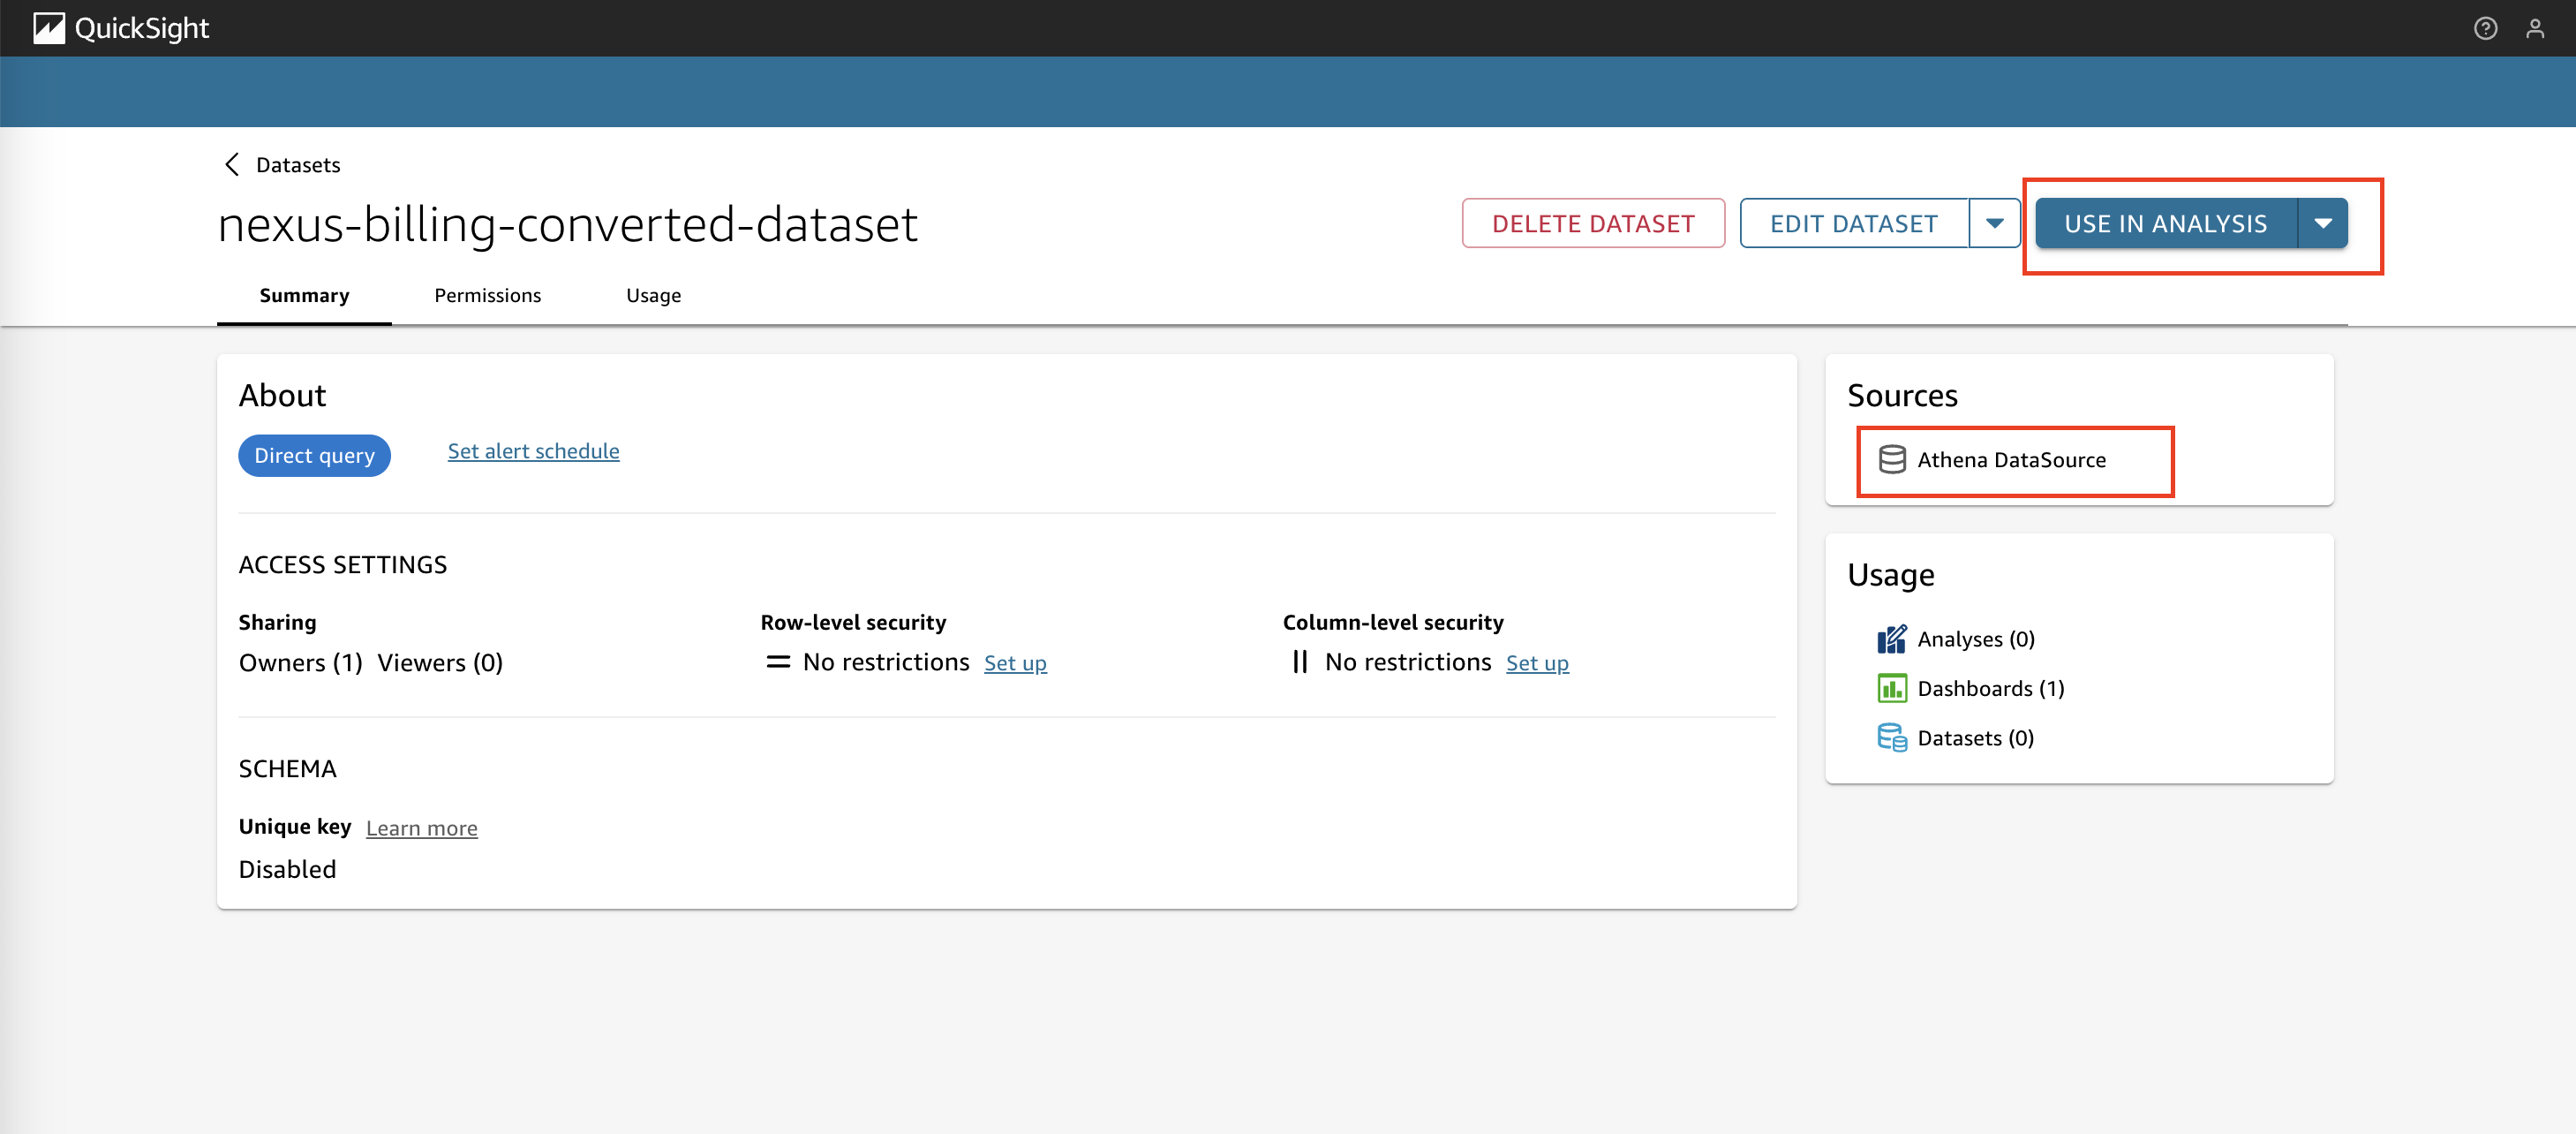 QuickSight
Datasets
nexus-billing-converted-dataset
DELETE DATASET
EDIT DATASET
USE IN ANALYSIS
Summary
Permissions
Usage
About
Direct query
Set alert schedule
ACCESS SETTINGS
Sharing
Owners (1) Viewers (0)
Row-level security
No restrictions Set up
Column-level security
No restrictions Set up
SCHEMA
Unique key Learn more
Disabled
Sources
Athena DataSource
Usage
Analyses (0)
Dashboards (1)
Datasets (0)